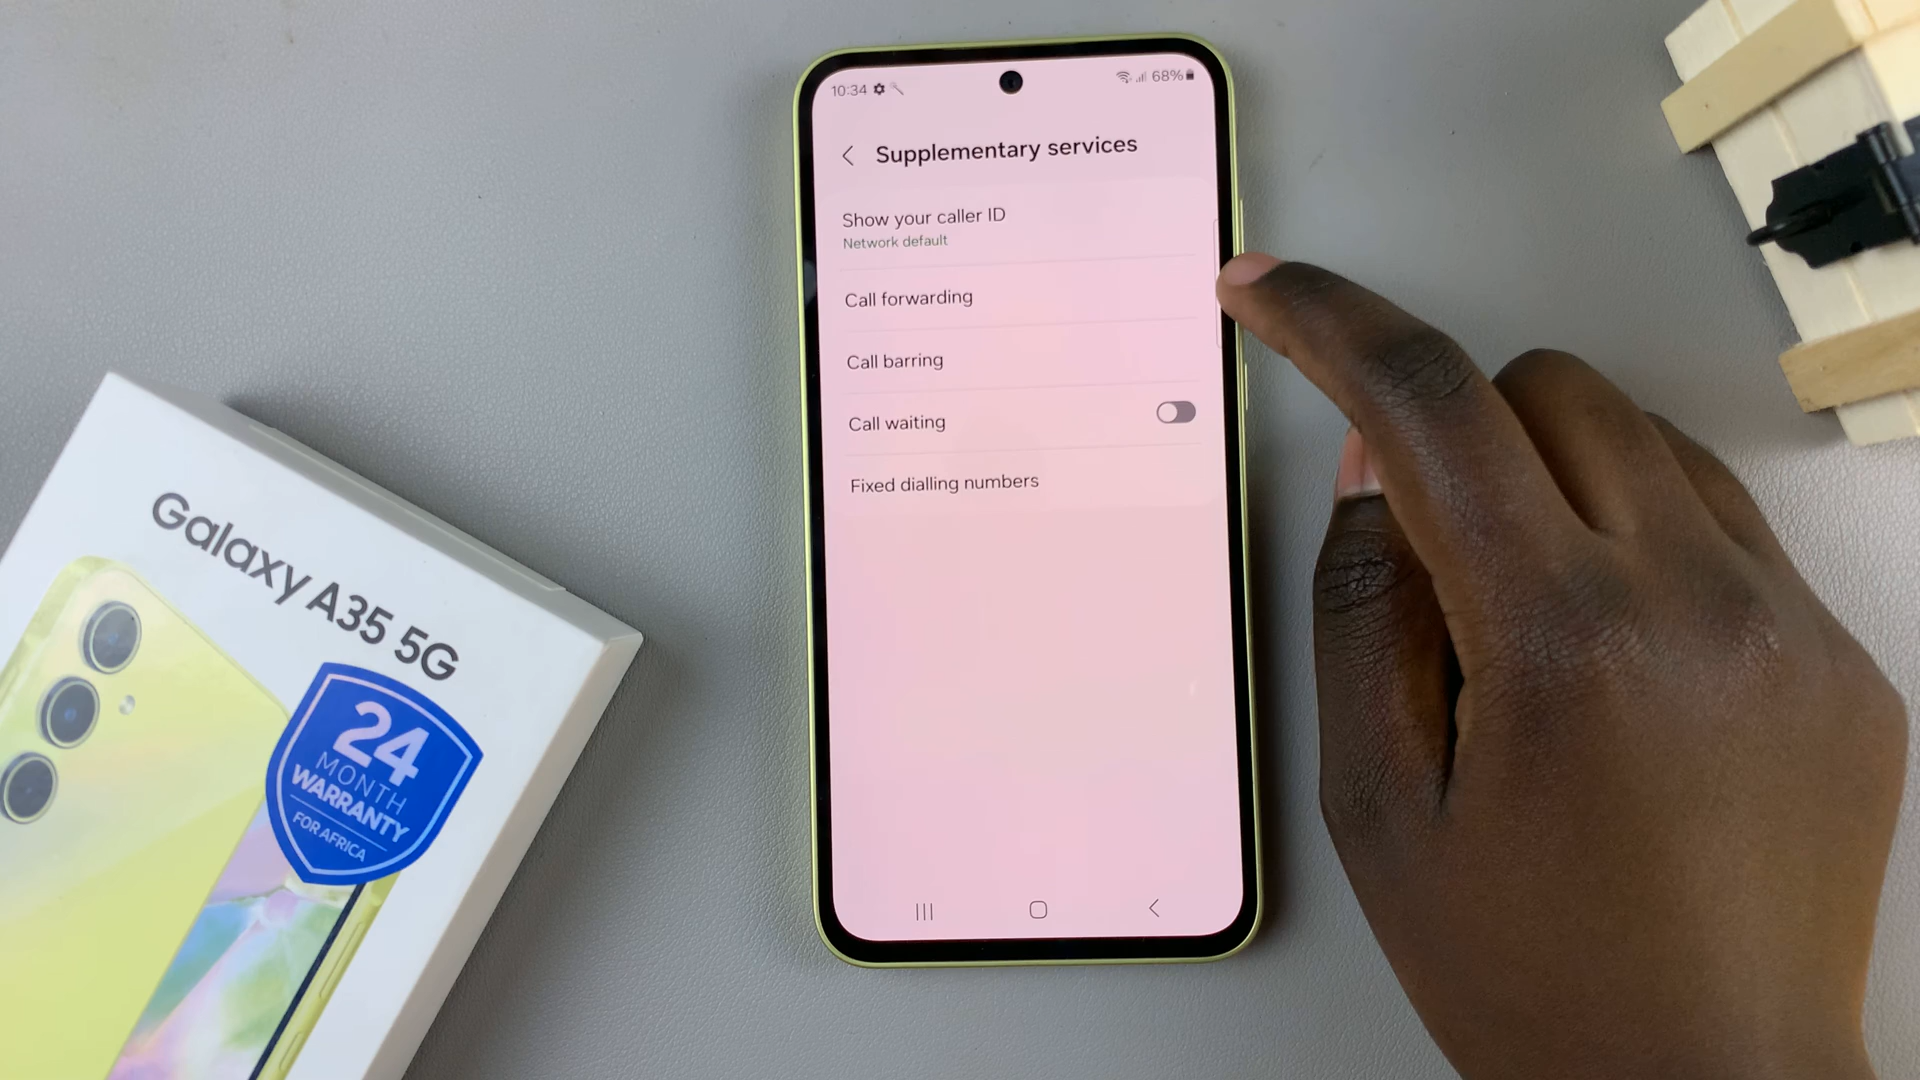 10:34
68%
Supplementary services
Show your caller ID
Network default
Call forwarding
Call barring
Call waiting
Fixed dialling numbers
Galaxy A35 5G
24
MONTH
WARRANTY
FOR AFRICA